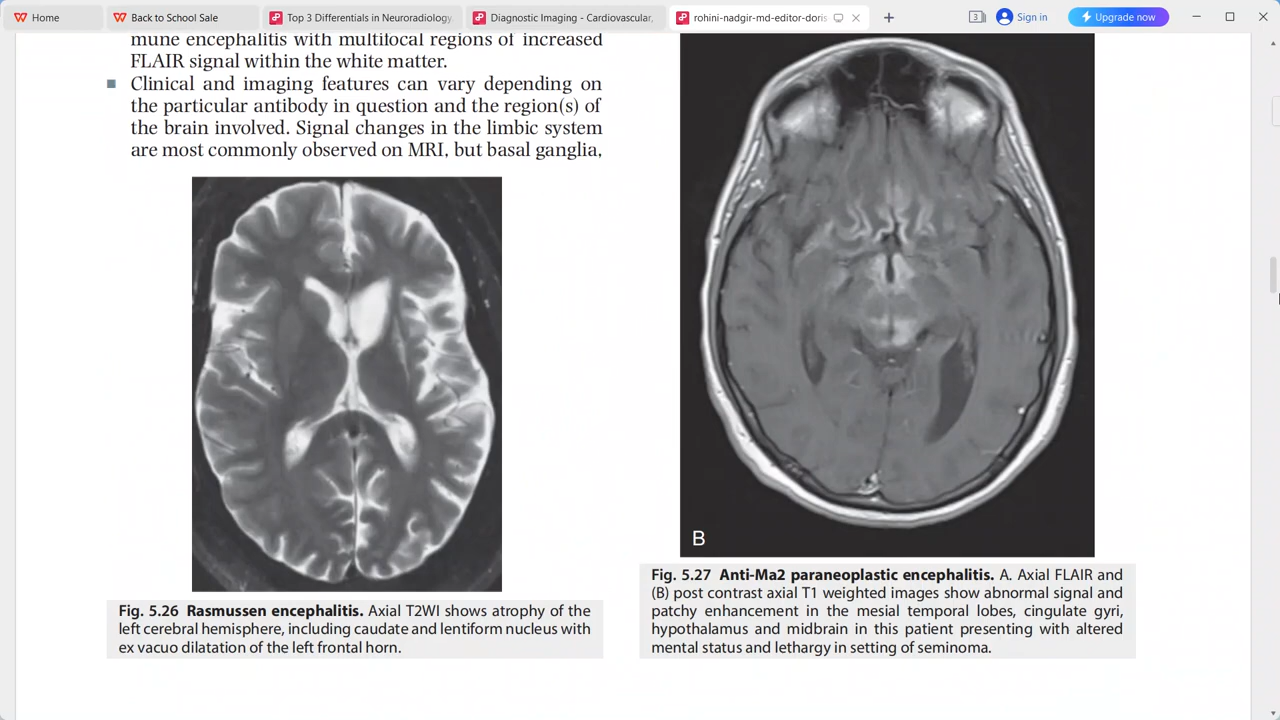 Home
Back to School Sale
Top 3 Differentials in Neuroradiology
Diagnostic Imaging - Cardiovascular,
rohini-nadgir-md-editor-doris
3
Sign in
Upgrade now
mune encephalitis with multifocal regions of increased
FLAIR signal within the white matter.
Clinical and imaging features can vary depending on
the particular antibody in question and the region(s) of
the brain involved. Signal changes in the limbic system
are most commonly observed on MRI, but basal ganglia,
Fig. 5.26 Rasmussen encephalitis. Axial T2WI shows atrophy of the
left cerebral hemisphere, including caudate and lentiform nucleus with
ex vacuo dilatation of the left frontal horn.
B
Fig. 5.27 Anti-Ma2 paraneoplastic encephalitis. A. Axial FLAIR and
(B) post contrast axial T1 weighted images show abnormal signal and
patchy enhancement in the mesial temporal lobes, cingulate gyri,
hypothalamus and midbrain in this patient presenting with altered
mental status and lethargy in setting of seminoma.